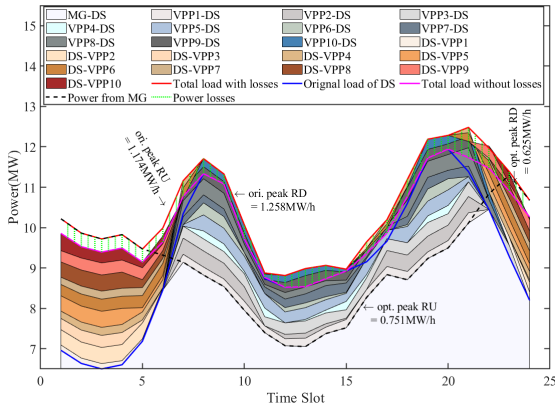 15
14
13
12
11
10
9
8
7
Power(MW)
MG-DS VPP1-DS VPP2-DS VPP3-DS
VPP4-DS VPP5-DS VPP6-DS VPP7-DS
VPP8-DS VPP9-DS VPP10-DS DS-VPP1
DS-VPP2 DS-VPP3 DS-VPP4 DS-VPP5
DS-VPP6 DS-VPP7 DS-VPP8 DS-VPP9
DS-VPP10 Total load with losses Orignal load of DS Total load without losses
Power from MG Power losses
ori. peak RU
= 1.174MW/h
← ori. peak RD
= 1.258MW/h
opt. peak RD
= 0.625MW/h
← opt. peak RU
= 0.751MW/h
0 5 10 15 20 25
Time Slot